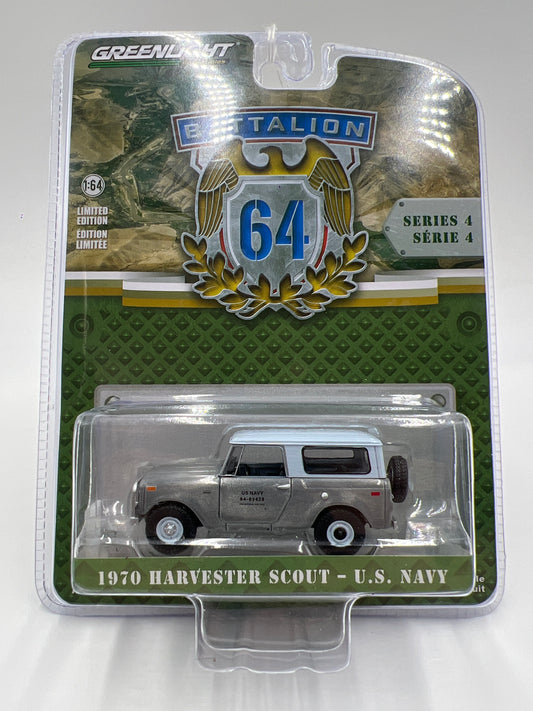 GREENLIGHT
BATTALION
64
1:64
LIMITED
EDITION
ÉDITION
LIMITÉE
SERIES 4
SÉRIE 4
US NAVY
94-89428
1970 HARVESTER SCOUT – U.S. NAVY